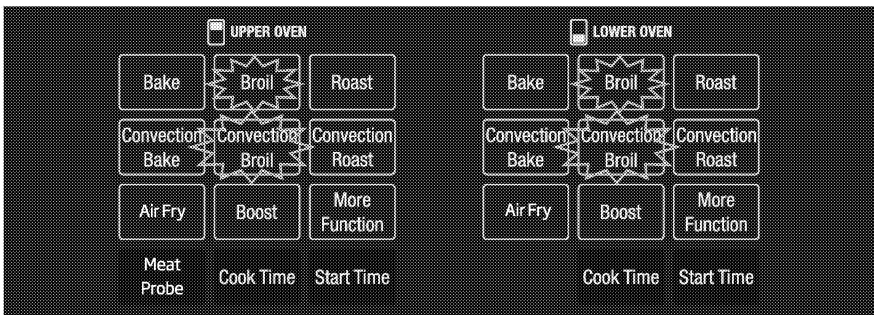 UPPER OVEN
Bake Broil Roast
Convection Bake Convection Broil Convection Roast
Air Fry Boost More Function
Meat Probe Cook Time Start Time
LOWER OVEN
Bake Broil Roast
Convection Bake Convection Broil Convection Roast
Air Fry Boost More Function
Cook Time Start Time